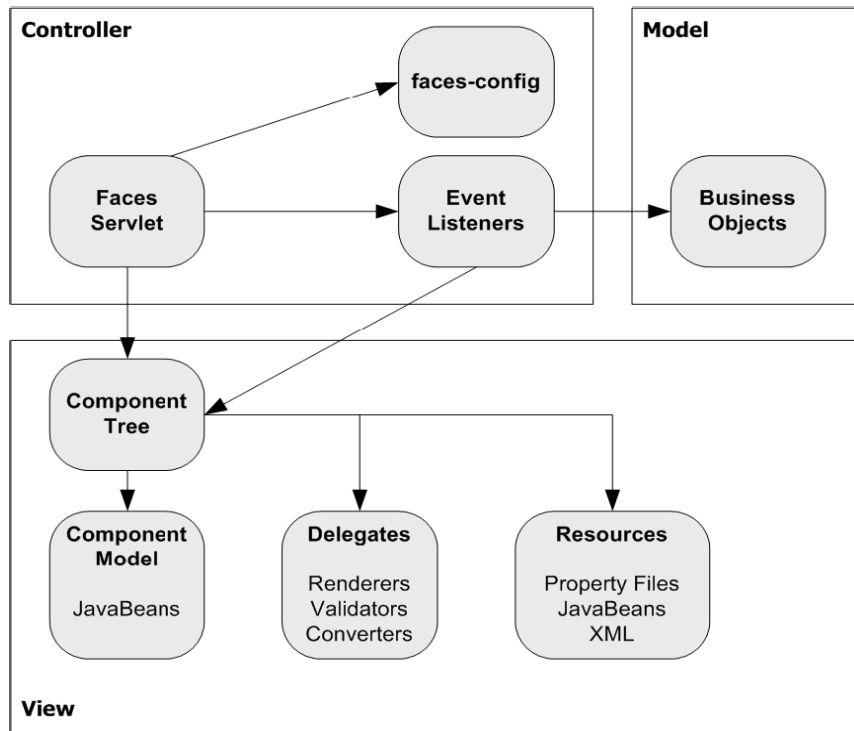 Controller
Model
faces-config
Faces
Servlet
Event
Listeners
Business
Objects
Component
Tree
Component
Model
JavaBeans
Delegates
Renderers
Validators
Converters
Resources
Property Files
JavaBeans
XML
View